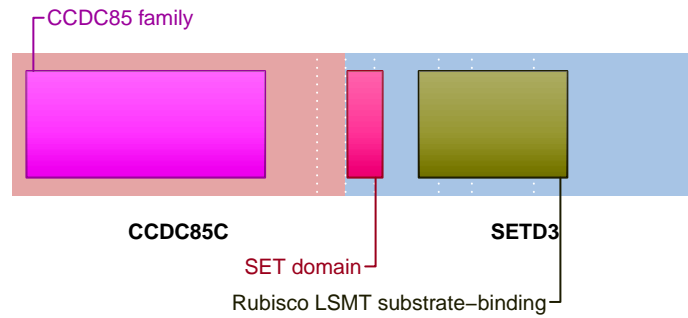 CCDC85 family
CCDC85C
SETD3
SET domain
Rubisco LSMT substrate−binding